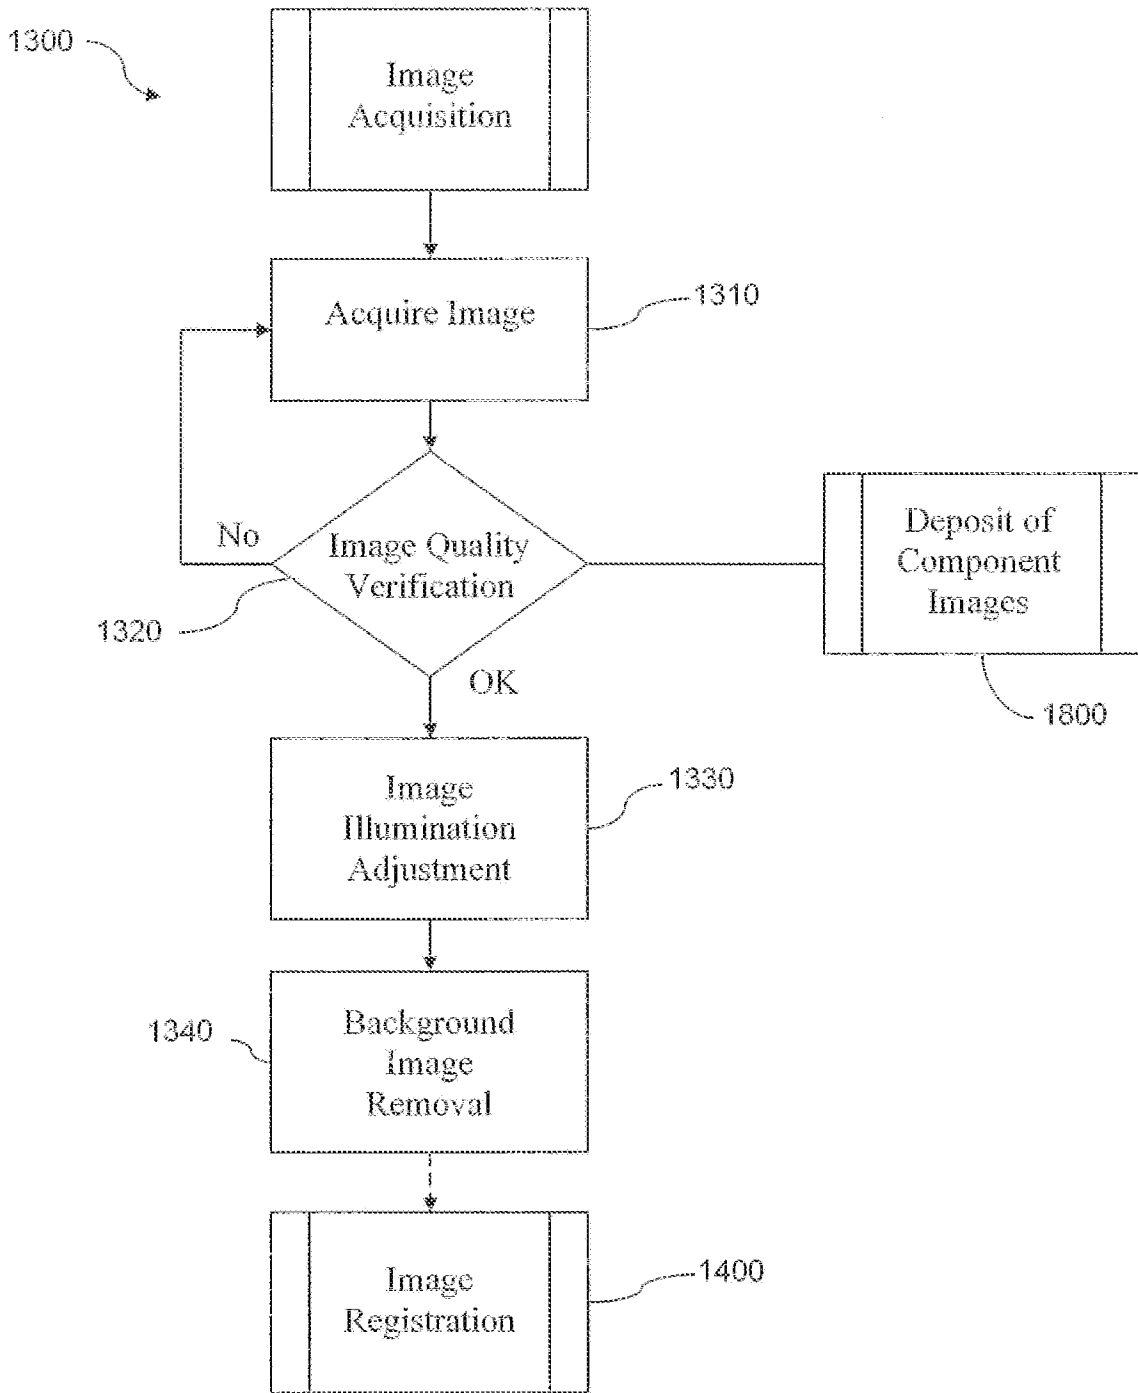 1300
Image
Acquisition
Acquire Image
1310
No
Image Quality
Verification
1320
Deposit of
Component
Images
1800
OK
Image
Illumination
Adjustment
1330
1340
Background
Image
Removal
Image
Registration
1400